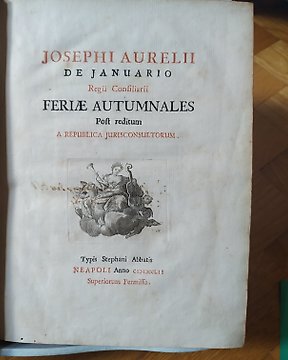 JOSEPHI AURELII
DE JANUARIO
Regii Consiliarii
FERIÆ AUTUMNALES
Post reditum
A REPUBLICA JURISCONSULTORUM.
Typis Stephani Abbatis
NEAPOLI Anno
Superiorum Permissu.